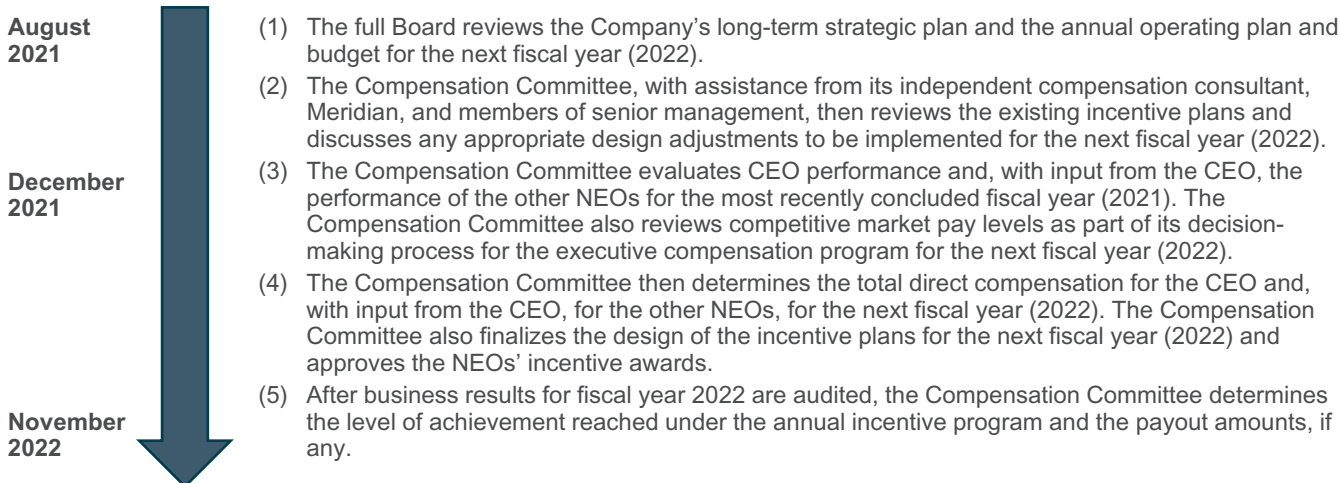 August
2021
(1) The full Board reviews the Company’s long-term strategic plan and the annual operating plan and
budget for the next fiscal year (2022).
(2) The Compensation Committee, with assistance from its independent compensation consultant,
Meridian, and members of senior management, then reviews the existing incentive plans and
discusses any appropriate design adjustments to be implemented for the next fiscal year (2022).
December
2021
(3) The Compensation Committee evaluates CEO performance and, with input from the CEO, the
performance of the other NEOs for the most recently concluded fiscal year (2021). The
Compensation Committee also reviews competitive market pay levels as part of its decision-
making process for the executive compensation program for the next fiscal year (2022).
(4) The Compensation Committee then determines the total direct compensation for the CEO and,
with input from the CEO, for the other NEOs, for the next fiscal year (2022). The Compensation
Committee also finalizes the design of the incentive plans for the next fiscal year (2022) and
approves the NEOs’ incentive awards.
November
2022
(5) After business results for fiscal year 2022 are audited, the Compensation Committee determines
the level of achievement reached under the annual incentive program and the payout amounts, if
any.